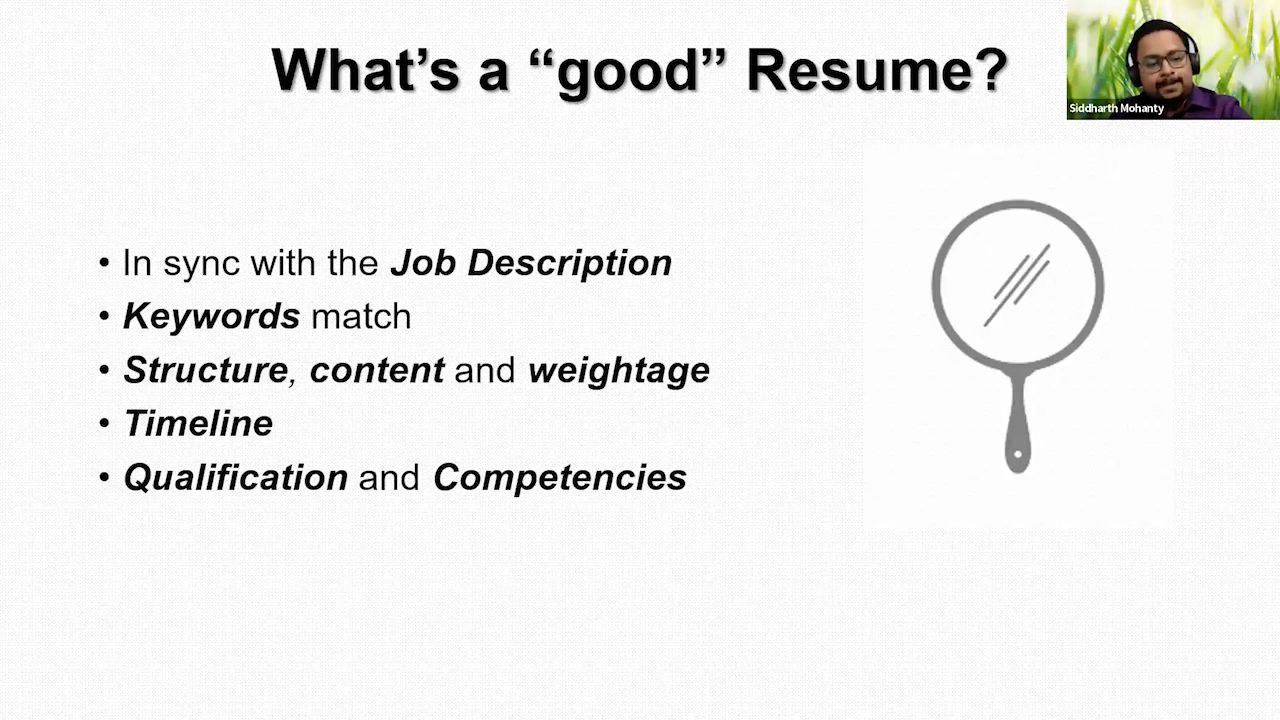 What’s a “good” Resume?
Siddharth Mohanty
• In sync with the Job Description
• Keywords match
• Structure, content and weightage
• Timeline
• Qualification and Competencies